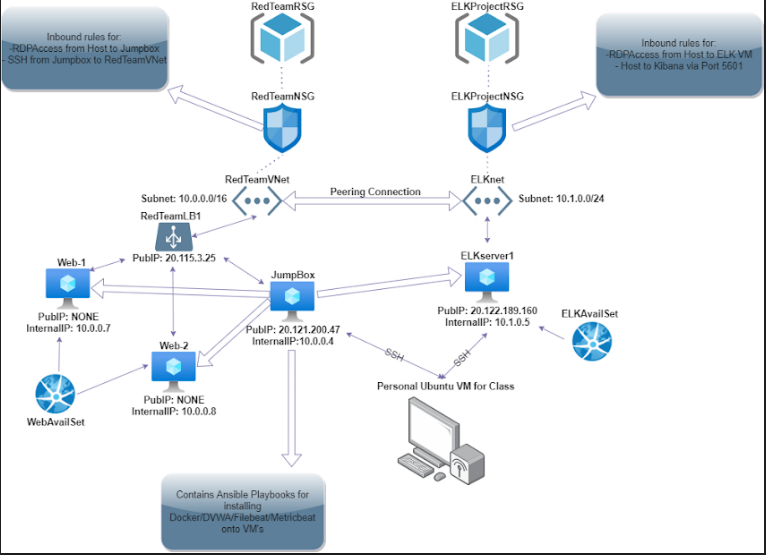 RedTeamRSG
ELKProjectRSG
Inbound rules for:
-RDPAccess from Host to Jumpbox
- SSH from Jumpbox to RedTeamVNet
Inbound rules for:
-RDPAccess from Host to ELK VM
- Host to Kibana via Port 5601
RedTeamNSG
ELKProjectNSG
RedTeamVNet
ELKnet
Peering Connection
Subnet: 10.0.0.0/16
Subnet: 10.1.0.0/24
RedTeamLB1
PubIP: 20.115.3.25
Web-1
PubIP: NONE
InternalIP: 10.0.0.7
JumpBox
PubIP: 20.121.200.47
InternalIP:10.0.0.4
ELKserver1
PubIP: 20.122.189.160
InternalIP: 10.1.0.5
ELKAvailSet
Web-2
PubIP: NONE
InternalIP: 10.0.0.8
SSH
SSH
Personal Ubuntu VM for Class
WebAvailSet
Contains Ansible Playbooks for
installing
Docker/DVWA/Filebeat/Metricbeat
onto VM's